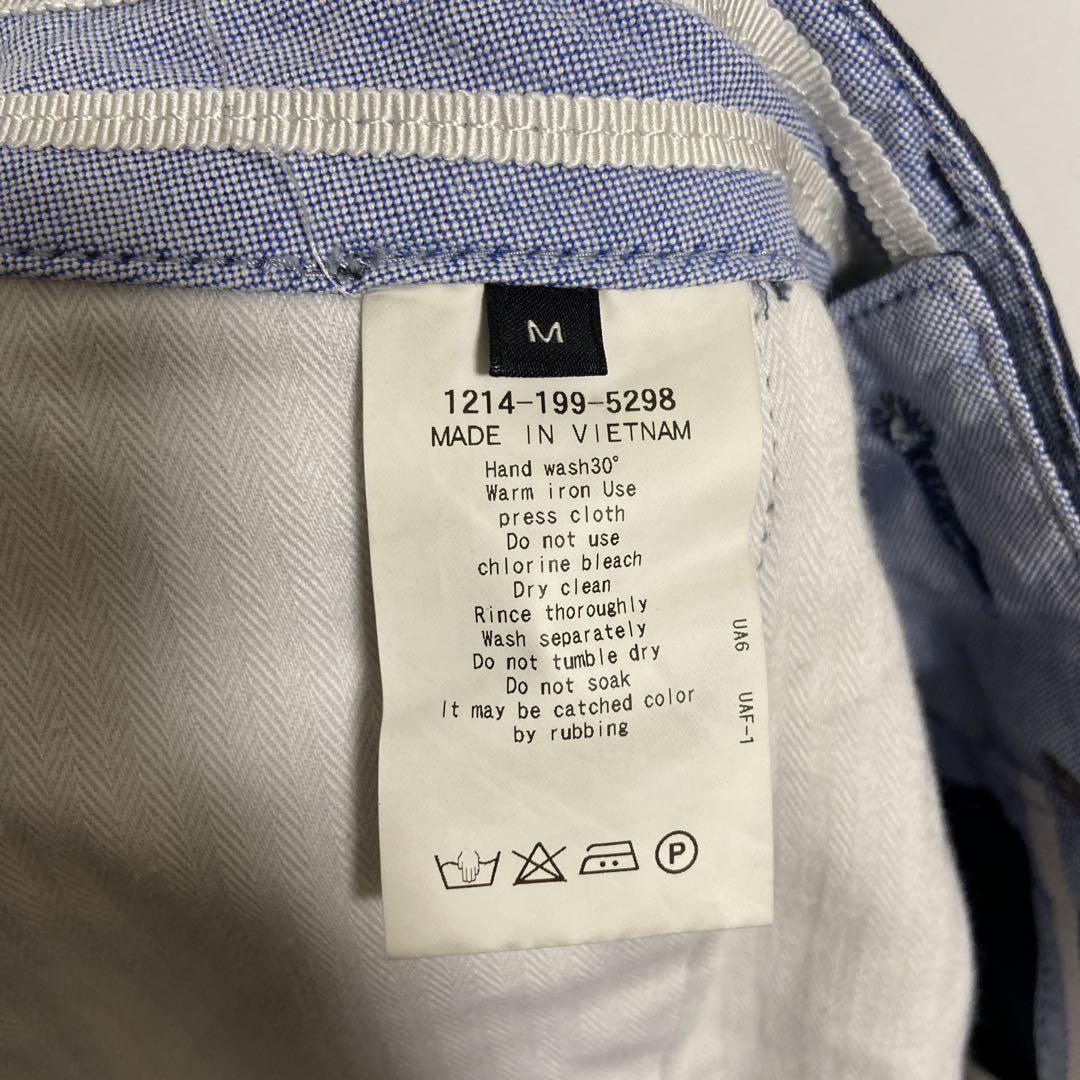 M
1214-199-5298
MADE IN VIETNAM
Hand wash30°
Warm iron Use
press cloth
Do not use
chlorine bleach
Dry clean
Rince thoroughly
Wash separately
Do not tumble dry
Do not soak
It may be catched color
by rubbing
UA6
UAF-1
P